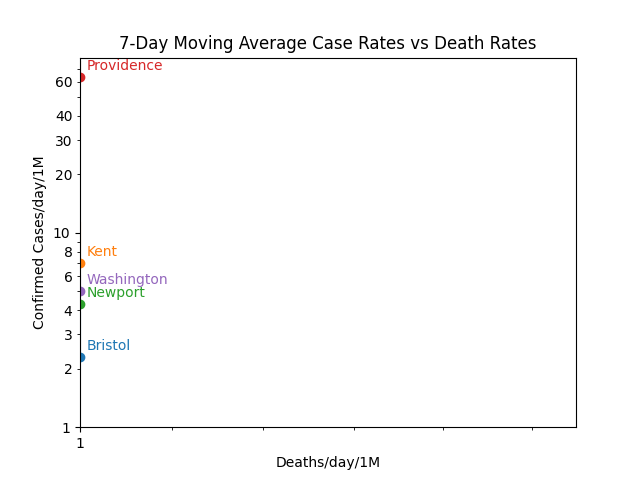 7-Day Moving Average Case Rates vs Death Rates
Confirmed Cases/day/1M
60
40
30
20
10
8
6
4
3
2
1
Providence
Kent
Washington
Newport
Bristol
1
Deaths/day/1M